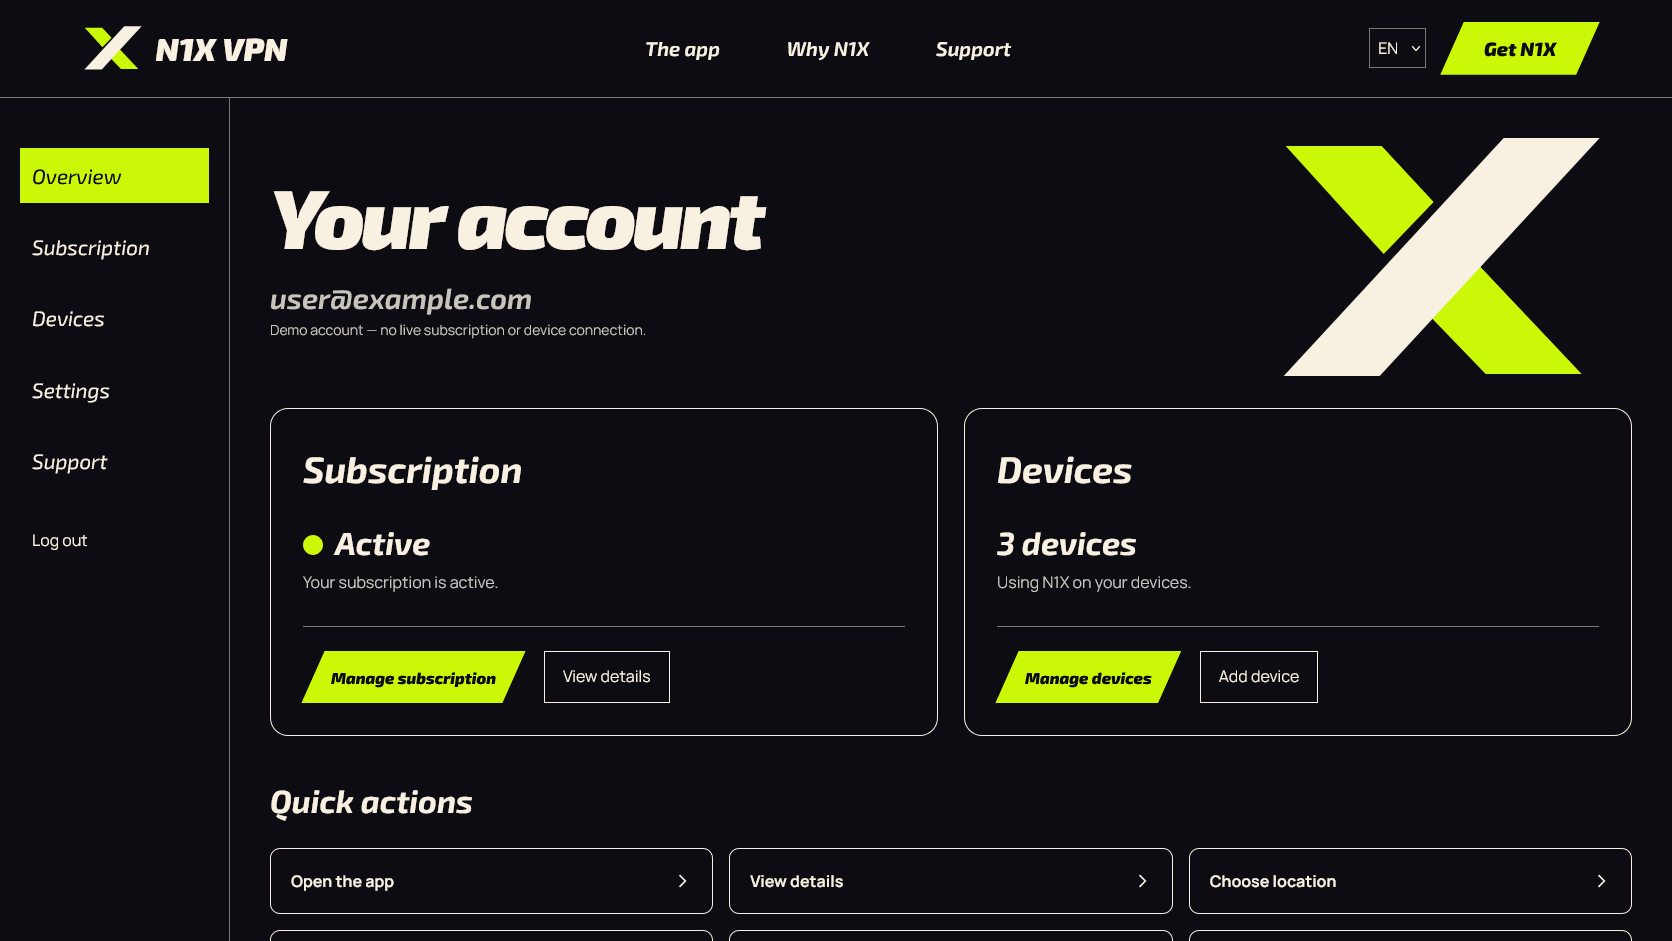 N1X VPN
The app
Why N1X
Support
EN
Get N1X
Overview
Subscription
Devices
Settings
Support
Log out
Your account
user@example.com
Demo account — no live subscription or device connection.
Subscription
Active
Your subscription is active.
Manage subscription
View details
Devices
3 devices
Using N1X on your devices.
Manage devices
Add device
Quick actions
Open the app
View details
Choose location